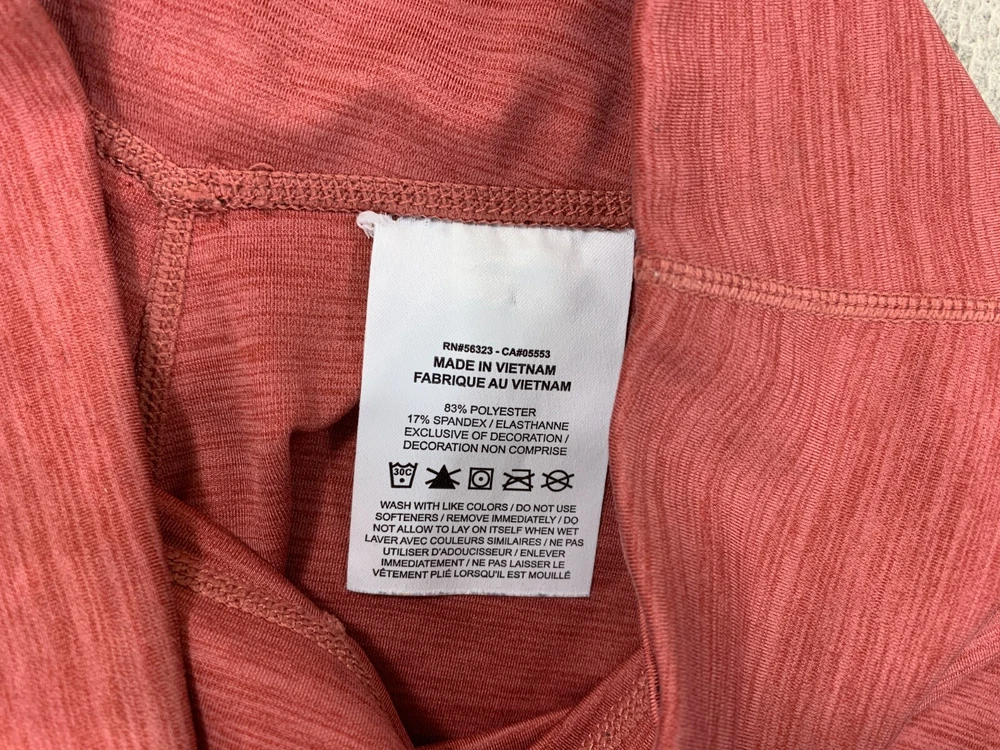 RN#56323 - CA#05553
MADE IN VIETNAM
FABRIQUE AU VIETNAM
83% POLYESTER
17% SPANDEX / ELASTHANNE
EXCLUSIVE OF DECORATION /
DECORATION NON COMPRISE
30C
WASH WITH LIKE COLORS / DO NOT USE
SOFTENERS / REMOVE IMMEDIATELY / DO
NOT ALLOW TO LAY ON ITSELF WHEN WET
LAVER AVEC COULEURS SIMILAIRES / NE PAS
UTILISER D'ADOUCISSEUR / ENLEVER
IMMEDIATEMENT / NE PAS LAISSER LE
VÊTEMENT PLIÉ LORSQU'IL EST MOUILLÉ